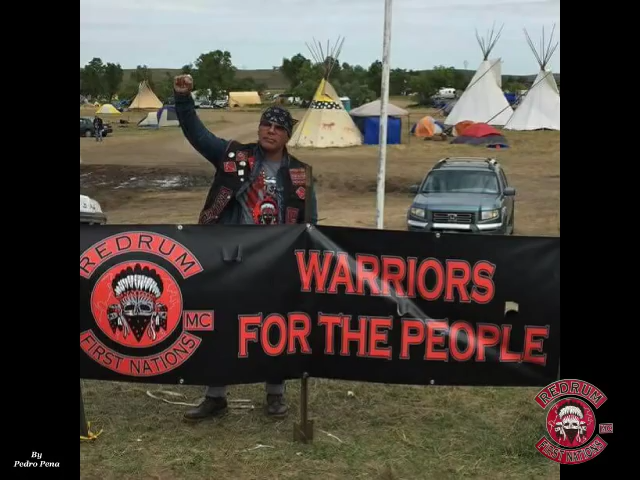 REDRUM
MC
FIRST NATIONS
WARRIORS
FOR THE PEOPLE
REDRUM
MC
FIRST NATIONS
By
Pedro Pena